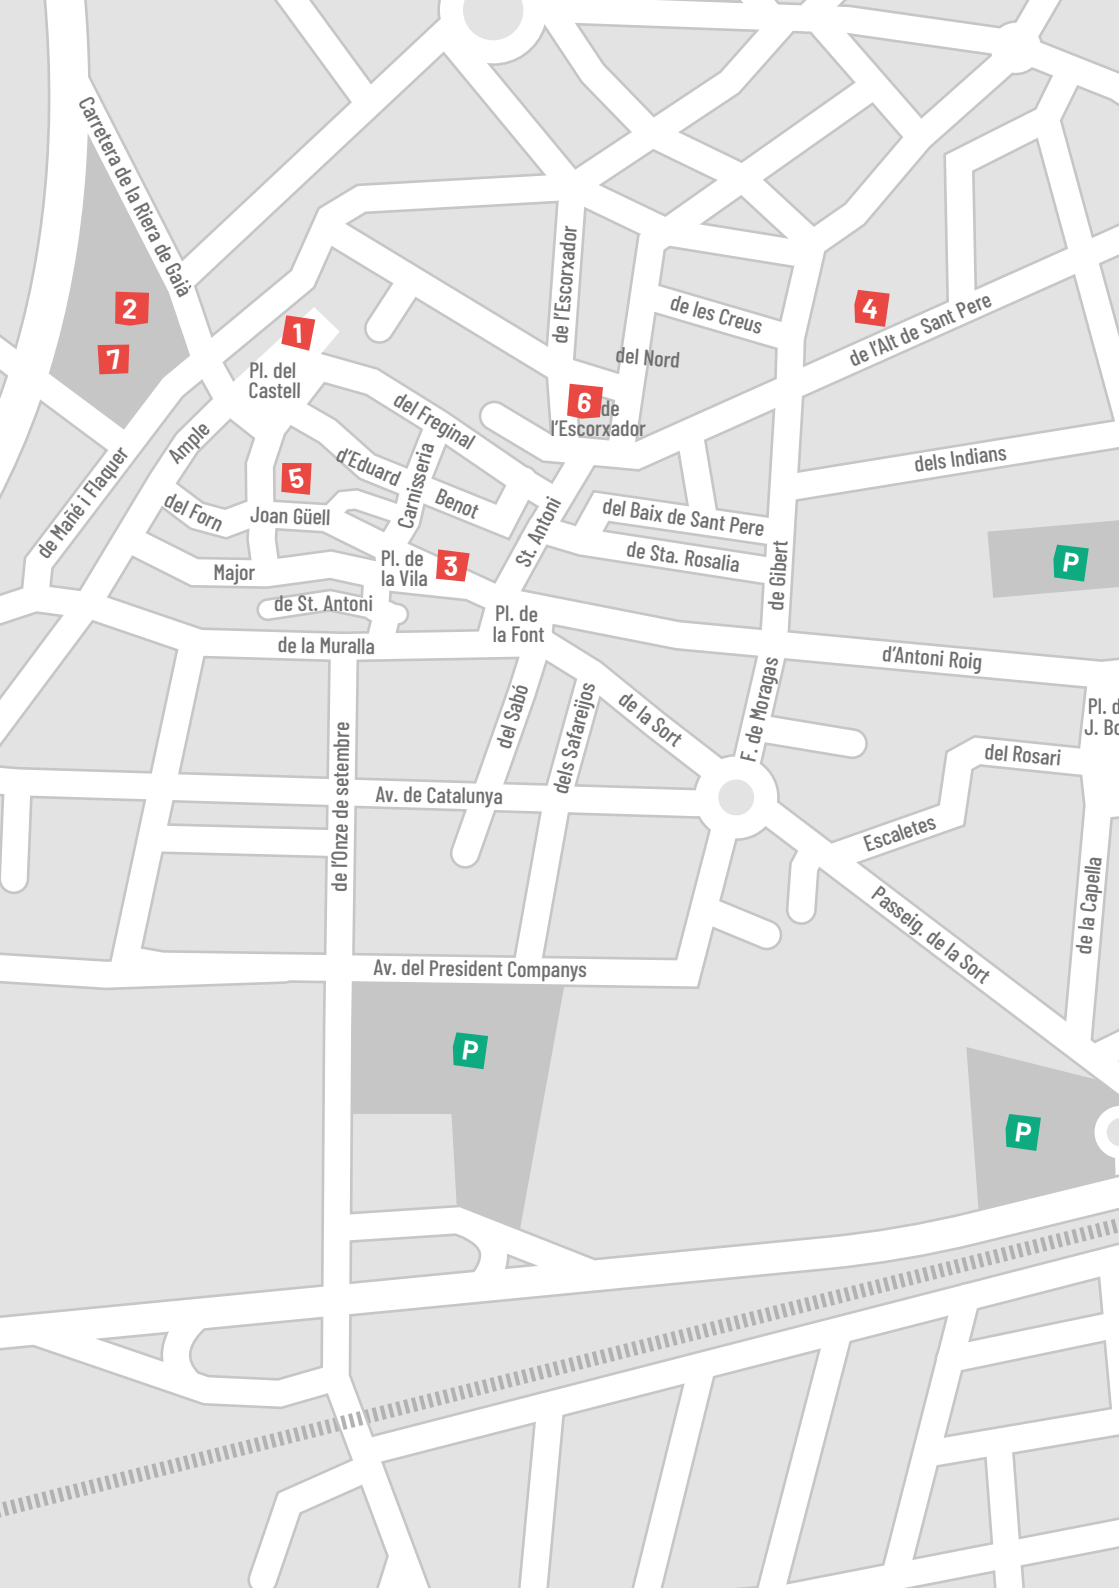 Carretera de la Riera de Gaià
2
7
1
Pl. del
Castell
de l'Escorxador
de les Creus
4
de l'Alt de Sant Pere
del Nord
6
de
l'Escorxador
del Freginal
Ample
d'Eduard
Benot
Carnisseria
5
de Mañé i Flaquer
del Forn
Joan Güell
dels Indians
St. Antoni
del Baix de Sant Pere
de Sta. Rosalia
de Gibert
P
Major
Pl. de
la Vila
3
de St. Antoni
Pl. de
la Font
de la Muralla
d'Antoni Roig
F. de Moragas
del Sabó
dels Safareijos
de la Sort
Pl. d
J. Bo
del Rosari
de l'Onze de setembre
Av. de Catalunya
Escaletes
de la Capella
Passeig. de la Sort
Av. del President Companys
P
P